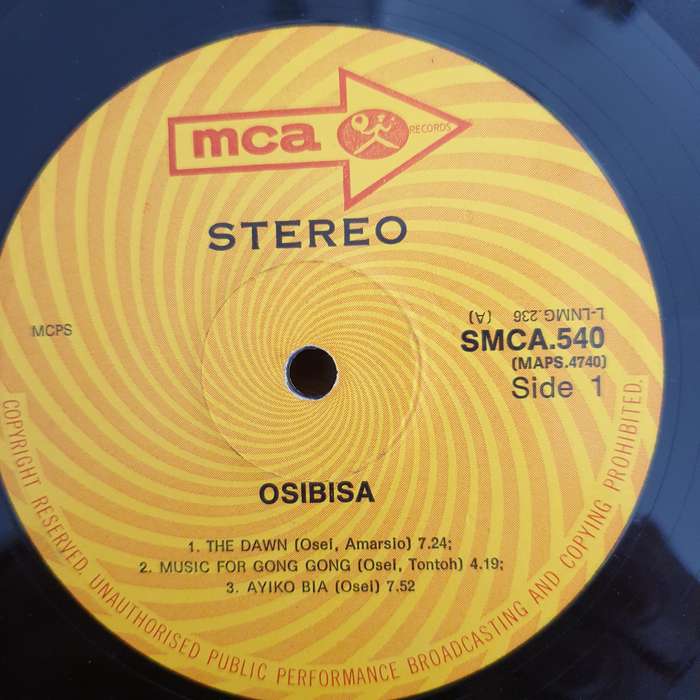 mca RECORDS
STEREO
MCPS
L-LNMG.236 (A)
SMCA.540
(MAPS.4740)
Side 1
OSIBISA
1. THE DAWN (Osei, Amarsio) 7.24;
2. MUSIC FOR GONG GONG (Osei, Tontoh) 4.19;
3. AYIKO BIA (Osei) 7.52
COPYRIGHT RESERVED. UNAUTHORISED PUBLIC PERFORMANCE BROADCASTING AND COPYING PROHIBITED.